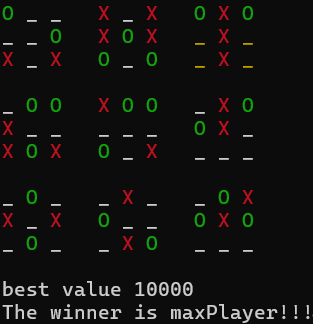 O _ _   X _ X   O X O
_ _ O   X O X   _ X _
X _ X   O _ O   _ X _
_ O O   X O O   _ X O
X _ _   _ _ _   O X _
X O X   O _ X   _ _ _
_ O _   _ X _   _ O X
X _ X   O _ _   O X O
_ O _   _ X O   _ _ _
best value 10000
The winner is maxPlayer!!!